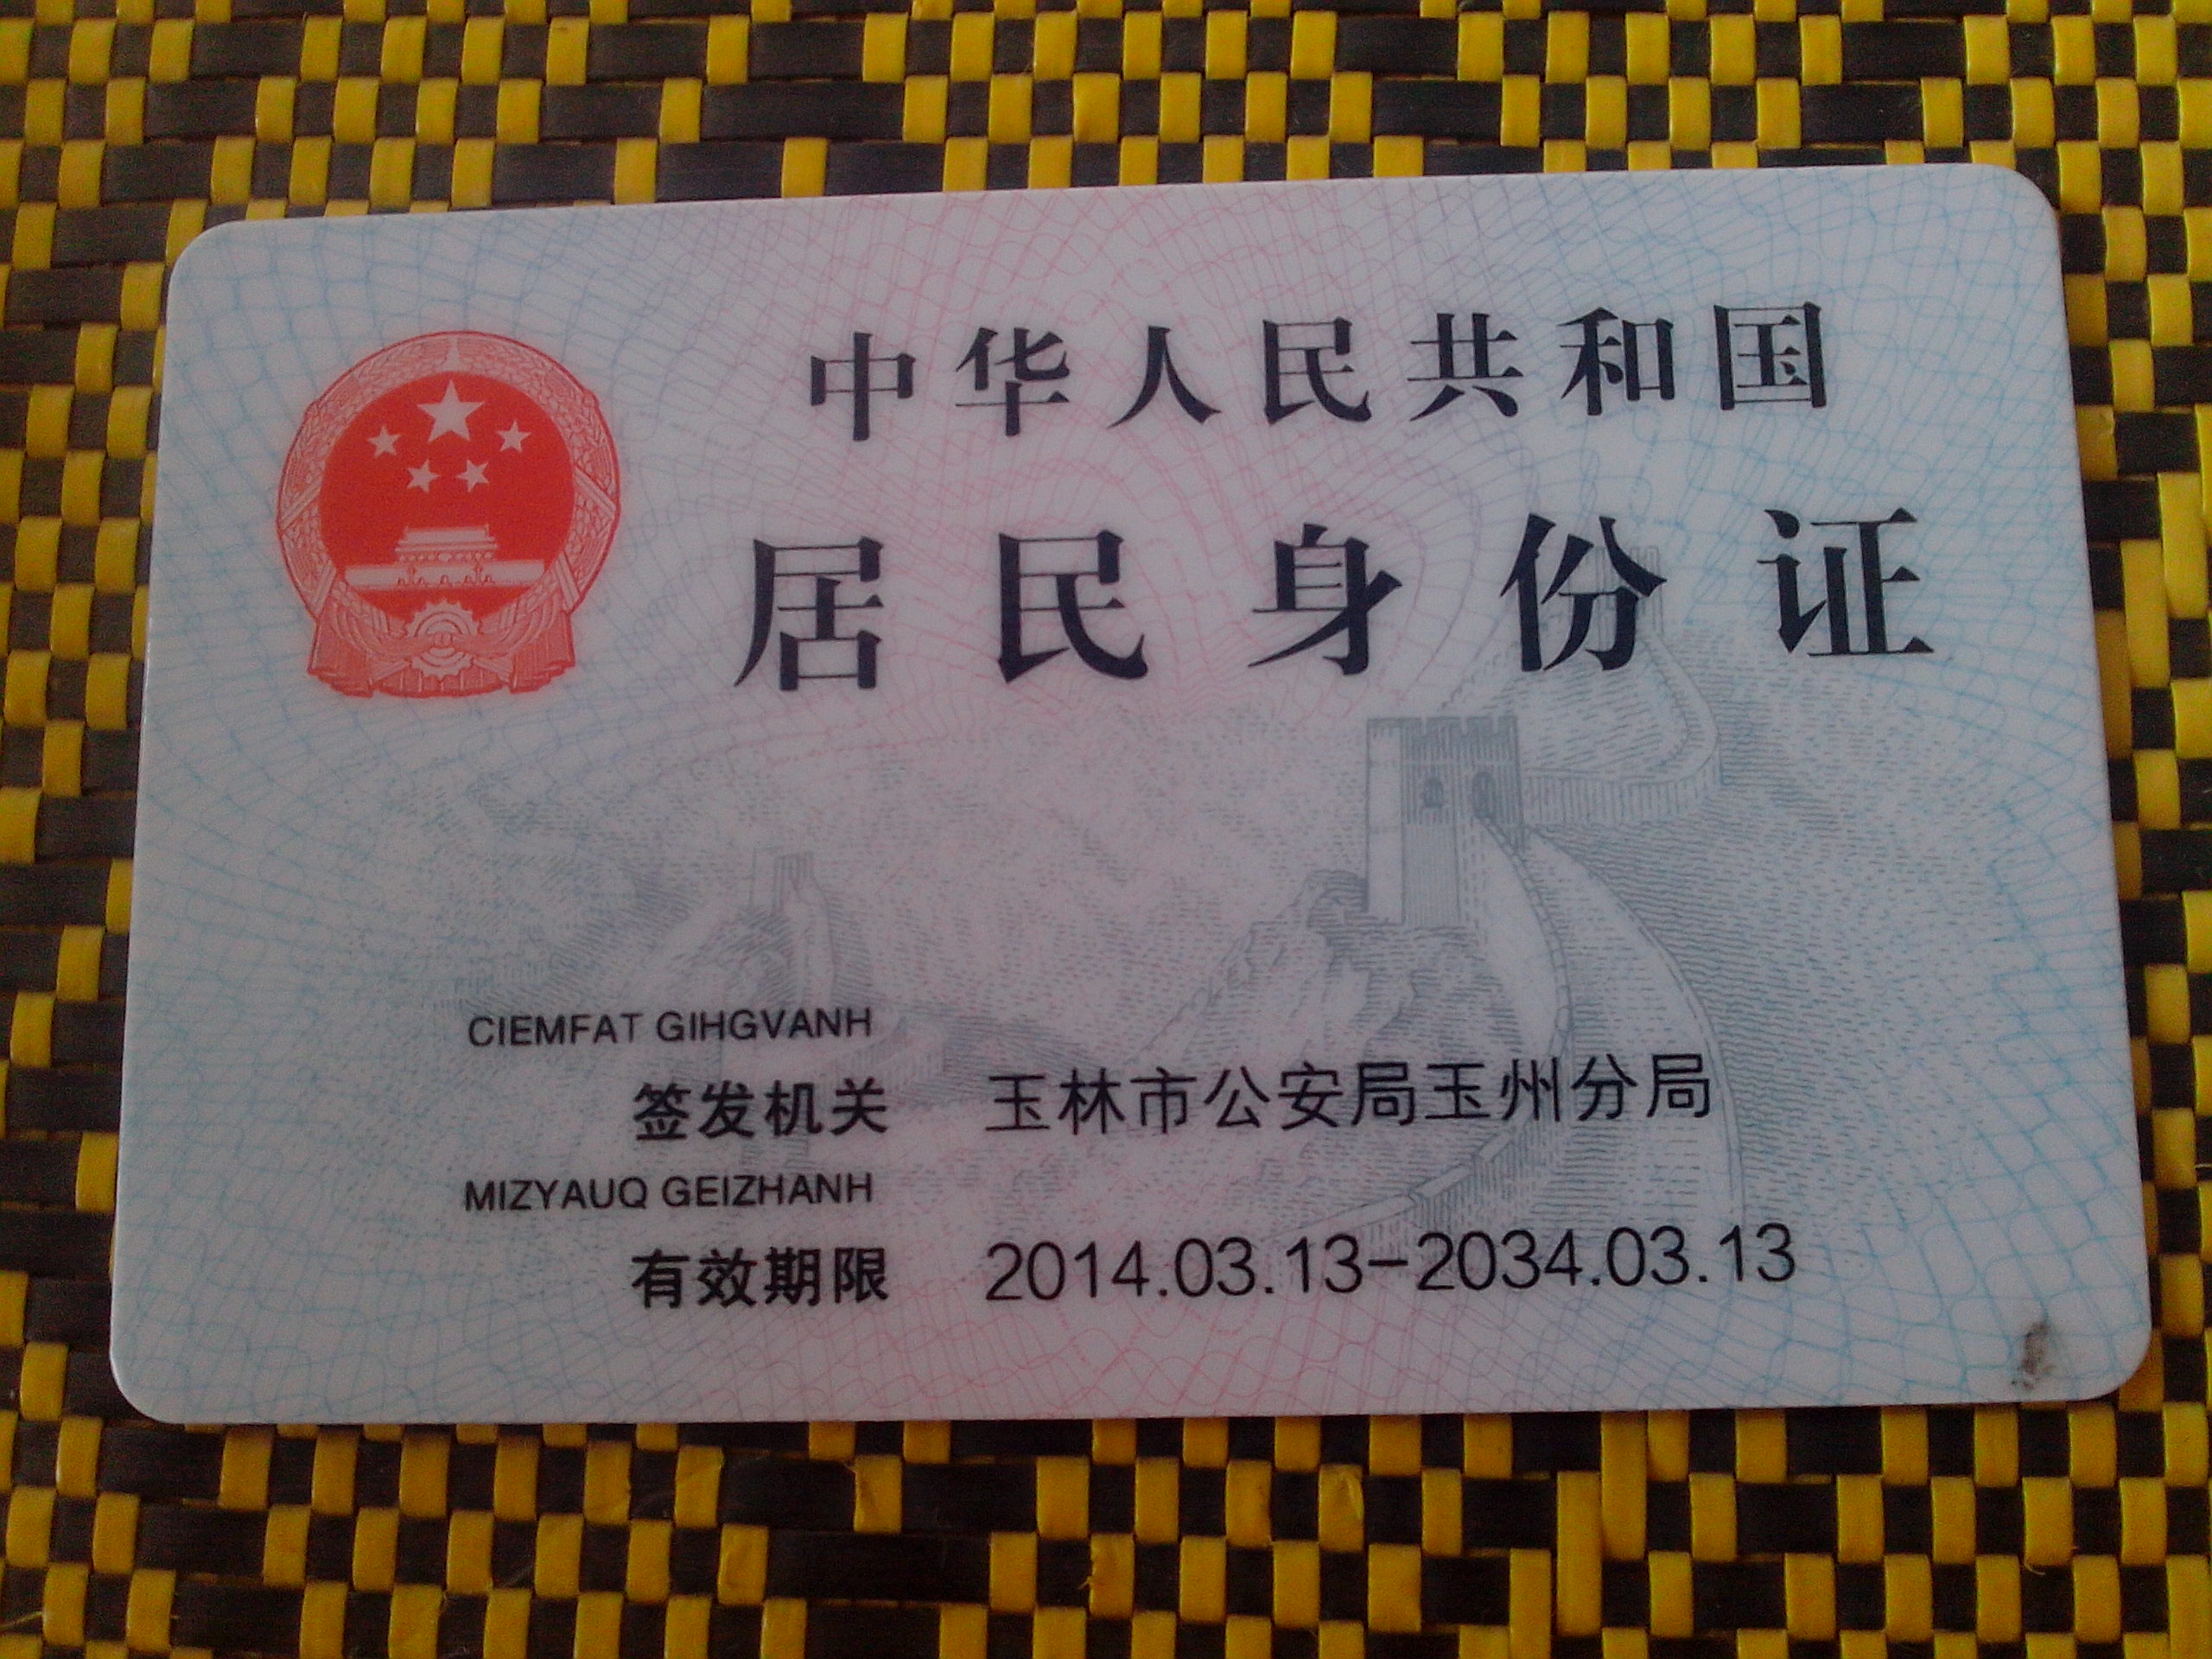 中华人民共和国
居民身份证
CIEMFAT GIHGVANH
签发机关 玉林市公安局玉州分局
MIZYAUQ GEIZHANH
有效期限 2014.03.13-2034.03.13